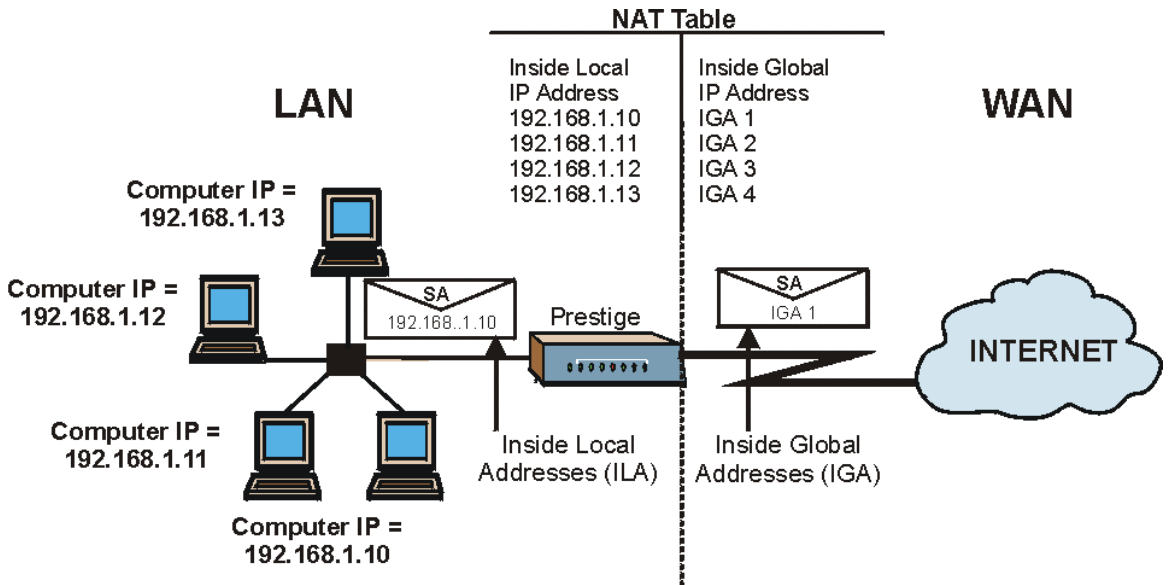 NAT Table
Inside Local
IP Address
192.168.1.10
192.168.1.11
192.168.1.12
192.168.1.13
Inside Global
IP Address
IGA 1
IGA 2
IGA 3
IGA 4
LAN
WAN
Computer IP =
192.168.1.13
Computer IP =
192.168.1.12
SA
192.168..1.10
Prestige
SA
IGA 1
INTERNET
Computer IP =
192.168.1.11
Inside Local
Addresses (ILA)
Inside Global
Addresses (IGA)
Computer IP =
192.168.1.10